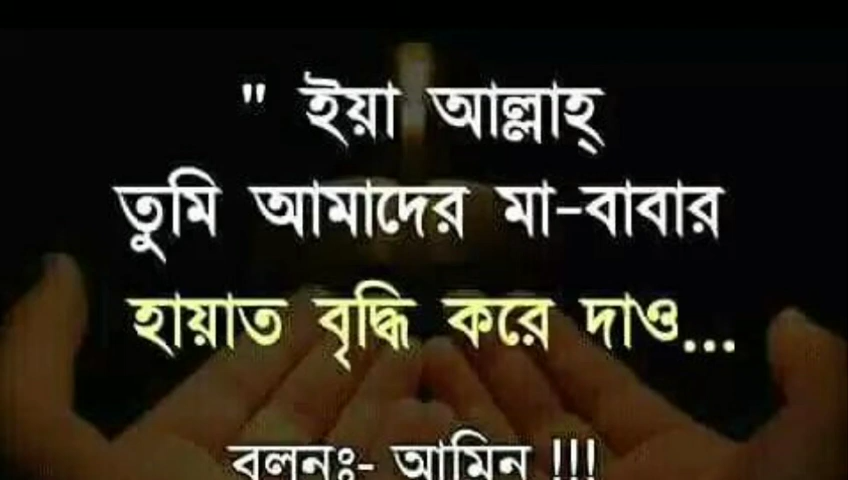 " ইয়া আল্লাহ্
তুমি আমাদের মা-বাবার
হায়াত বৃদ্ধি করে দাও...
বলুনঃ- আমিন !!!